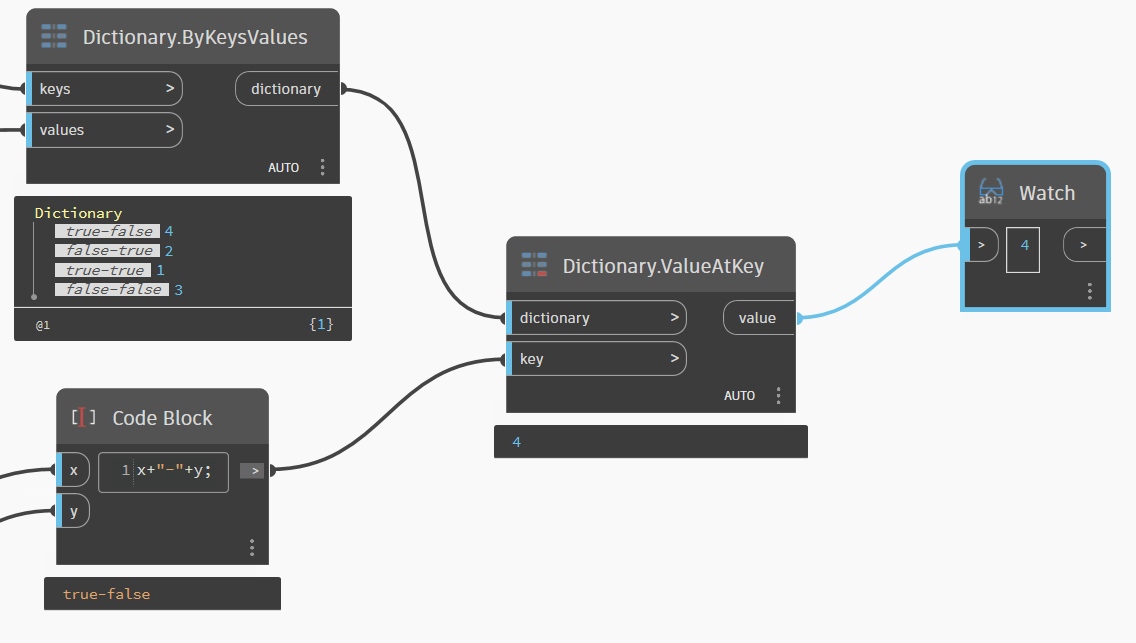 Dictionary.ByKeysValues
keys >
dictionary
values >
AUTO
Dictionary
true-false 4
false-true 2
true-true 1
false-false 3
@1 {1}
Code Block
x
1 x+"-"+y;
>
y
true-false
Dictionary.ValueAtKey
dictionary >
value
key >
AUTO
4
ab12
Watch
> 4 >